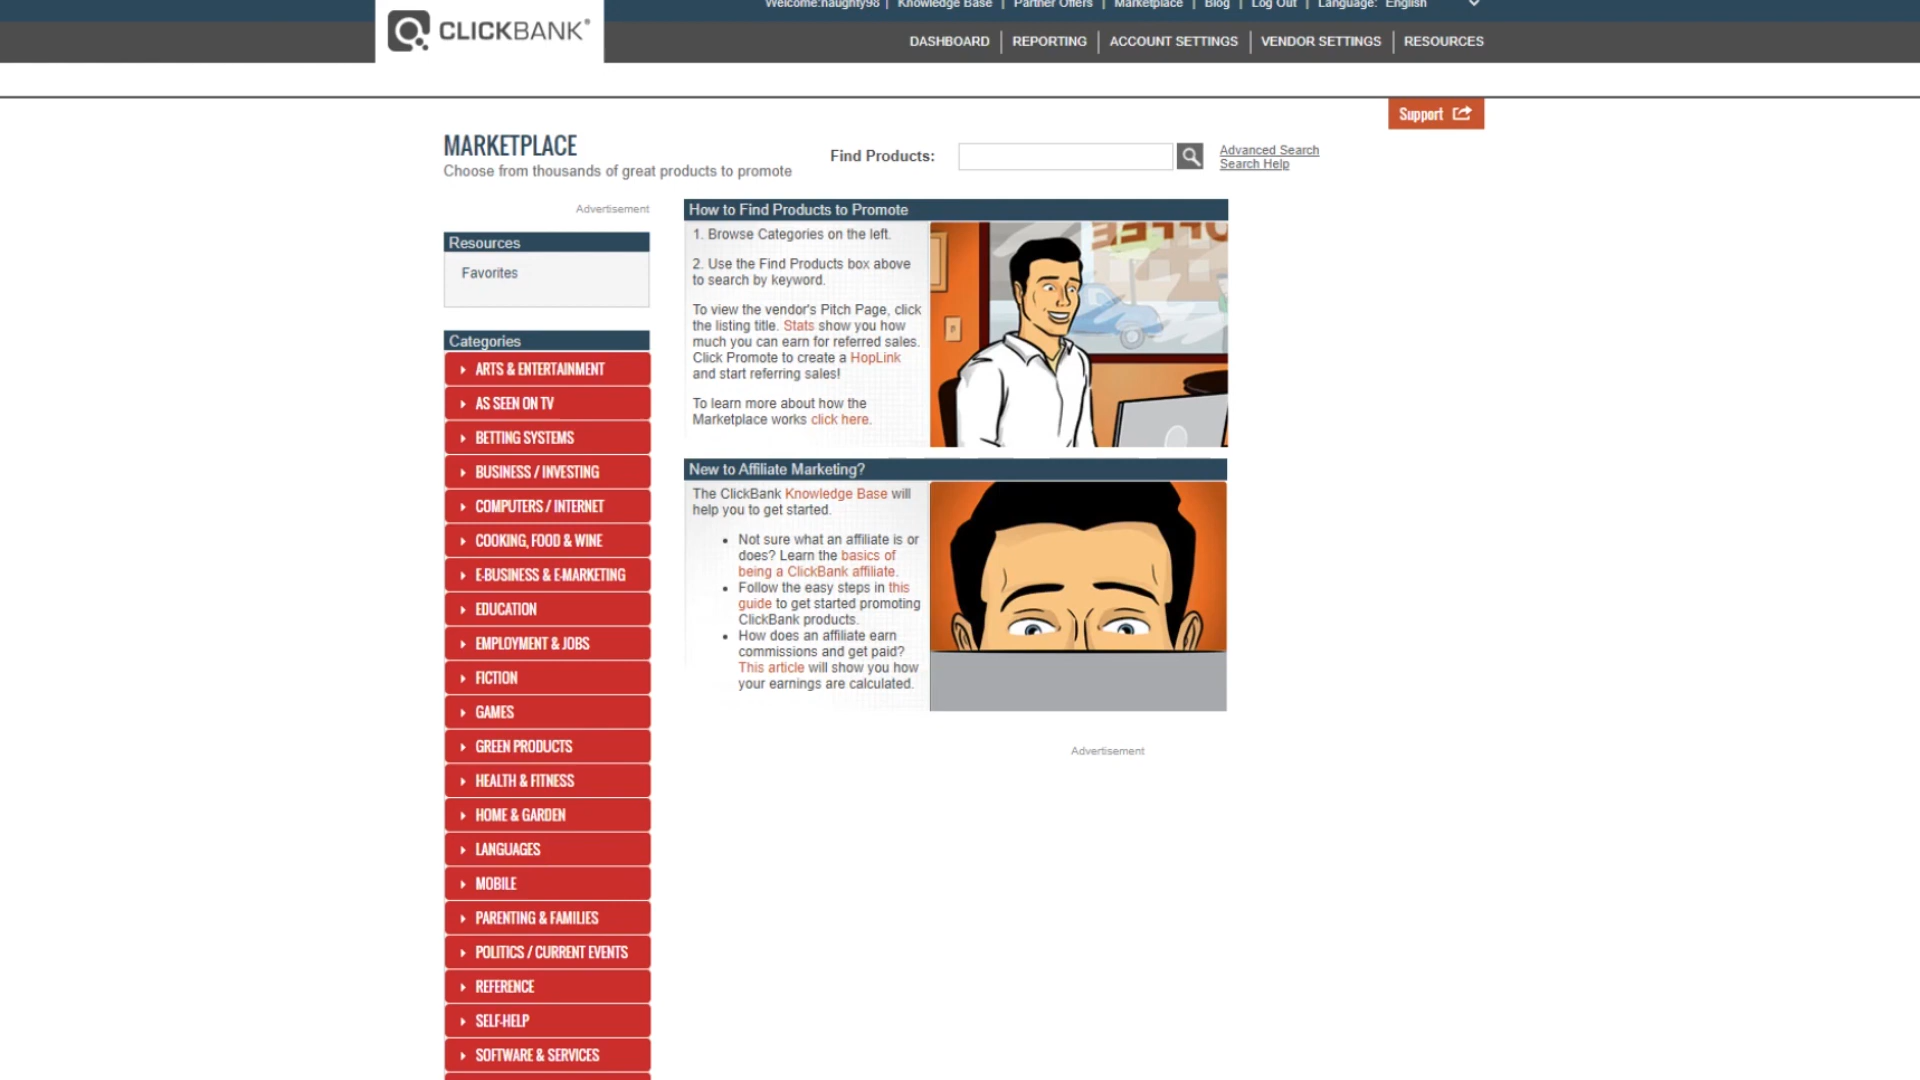 Welcome:naughty98 | Knowledge Base | Partner Offers | Marketplace | Blog | Log Out | Language: English
CLICKBANK®
DASHBOARD | REPORTING | ACCOUNT SETTINGS | VENDOR SETTINGS | RESOURCES
Support
MARKETPLACE
Choose from thousands of great products to promote
Find Products:
Advanced Search
Search Help
Advertisement
Resources
Favorites
Categories
ARTS & ENTERTAINMENT
AS SEEN ON TV
BETTING SYSTEMS
BUSINESS / INVESTING
COMPUTERS / INTERNET
COOKING, FOOD & WINE
E-BUSINESS & E-MARKETING
EDUCATION
EMPLOYMENT & JOBS
FICTION
GAMES
GREEN PRODUCTS
HEALTH & FITNESS
HOME & GARDEN
LANGUAGES
MOBILE
PARENTING & FAMILIES
POLITICS / CURRENT EVENTS
REFERENCE
SELF-HELP
SOFTWARE & SERVICES
How to Find Products to Promote
1. Browse Categories on the left.
2. Use the Find Products box above
to search by keyword.
To view the vendor's Pitch Page, click
the listing title. Stats show you how
much you can earn for referred sales.
Click Promote to create a HopLink
and start referring sales!
To learn more about how the
Marketplace works click here.
New to Affiliate Marketing?
The ClickBank Knowledge Base will
help you to get started.
• Not sure what an affiliate is or
does? Learn the basics of
being a ClickBank affiliate.
• Follow the easy steps in this
guide to get started promoting
ClickBank products.
• How does an affiliate earn
commissions and get paid?
This article will show you how
your earnings are calculated.
Advertisement